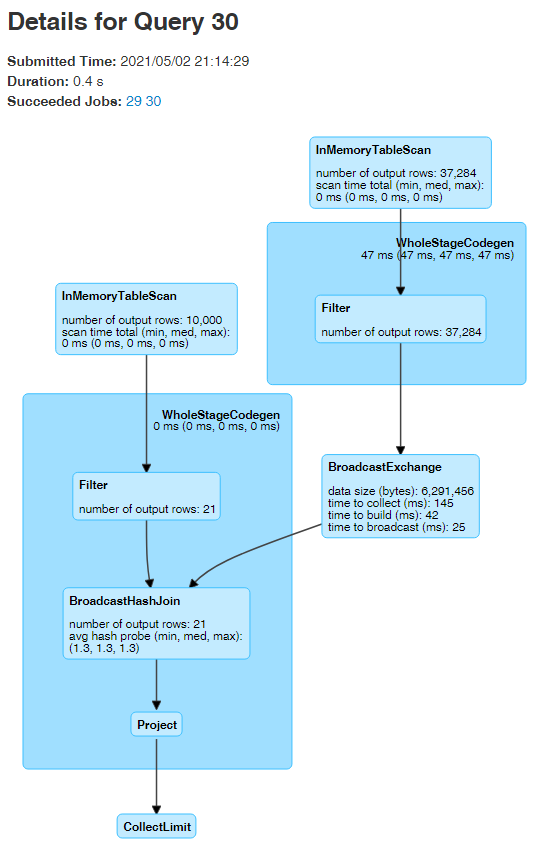 Details for Query 30
Submitted Time: 2021/05/02 21:14:29
Duration: 0.4 s
Succeeded Jobs: 29 30
InMemoryTableScan
number of output rows: 37,284
scan time total (min, med, max):
0 ms (0 ms, 0 ms, 0 ms)
WholeStageCodegen
47 ms (47 ms, 47 ms, 47 ms)
Filter
number of output rows: 37,284
InMemoryTableScan
number of output rows: 10,000
scan time total (min, med, max):
0 ms (0 ms, 0 ms, 0 ms)
WholeStageCodegen
0 ms (0 ms, 0 ms, 0 ms)
Filter
number of output rows: 21
BroadcastExchange
data size (bytes): 6,291,456
time to collect (ms): 145
time to build (ms): 42
time to broadcast (ms): 25
BroadcastHashJoin
number of output rows: 21
avg hash probe (min, med, max):
(1.3, 1.3, 1.3)
Project
CollectLimit